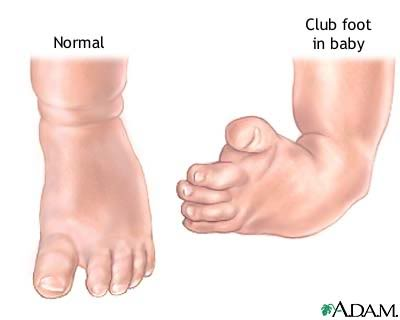 Normal
Club foot
in baby
A.D.A.M.